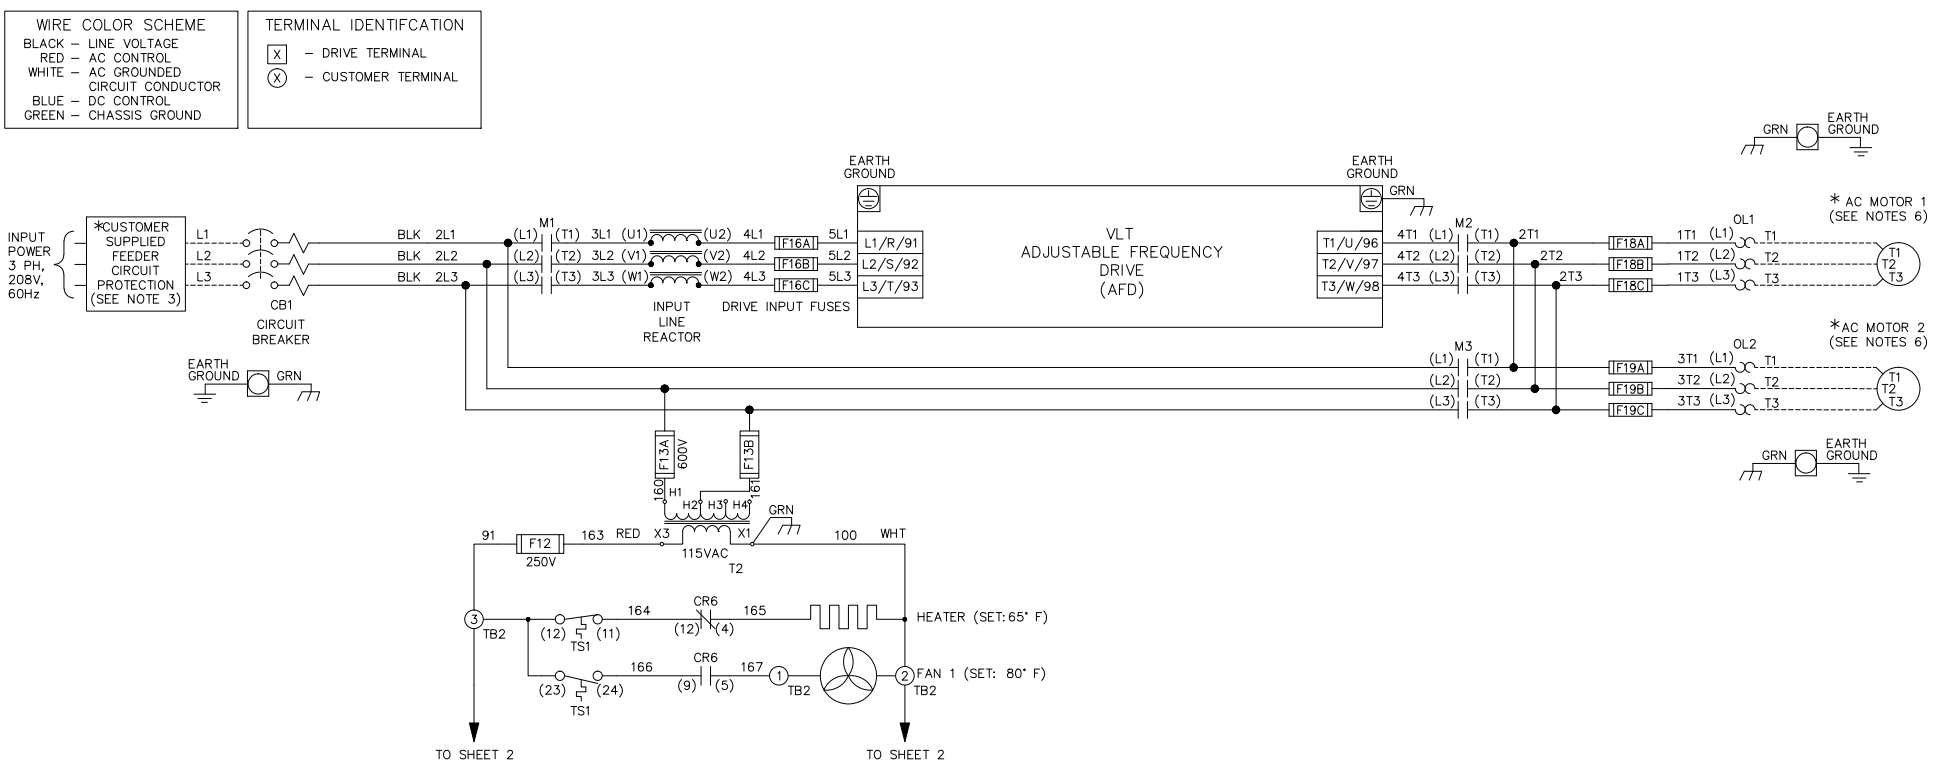 WIRE COLOR SCHEME
BLACK – LINE VOLTAGE
RED – AC CONTROL
WHITE – AC GROUNDED
CIRCUIT CONDUCTOR
BLUE – DC CONTROL
GREEN – CHASSIS GROUND
TERMINAL IDENTIFCATION
X – DRIVE TERMINAL
X – CUSTOMER TERMINAL
GRN
EARTH
GROUND
INPUT
POWER
3 PH,
208V,
60Hz
*CUSTOMER
SUPPLIED
FEEDER
CIRCUIT
PROTECTION
(SEE NOTE 3)
L1
L2
L3
CB1
CIRCUIT
BREAKER
EARTH
GROUND
GRN
BLK 2L1
BLK 2L2
BLK 2L3
M1
(L1) (T1) 3L1 (U1) (U2) 4L1 F16A 5L1
(L2) (T2) 3L2 (V1) (V2) 4L2 F16B 5L2
(L3) (T3) 3L3 (W1) (W2) 4L3 F16C 5L3
INPUT
LINE
REACTOR
DRIVE INPUT FUSES
EARTH
GROUND
L1/R/91
L2/S/92
L3/T/93
VLT
ADJUSTABLE FREQUENCY
DRIVE
(AFD)
EARTH
GROUND
GRN
T1/U/96
T2/V/97
T3/W/98
M2
4T1 (L1) (T1) 2T1 F18A 1T1 (L1) T1
4T2 (L2) (T2) 2T2 F18B 1T2 (L2) T2
4T3 (L3) (T3) 2T3 F18C 1T3 (L3) T3
OL1
* AC MOTOR 1
(SEE NOTES 6)
T1
T2
T3
M3
(L1) (T1) F19A 3T1 (L1) T1
(L2) (T2) F19B 3T2 (L2) T2
(L3) (T3) F19C 3T3 (L3) T3
OL2
*AC MOTOR 2
(SEE NOTES 6)
T1
T2
T3
GRN
EARTH
GROUND
F13A
600V
F13B
160
161
H1
H2 H3 H4
GRN
91 F12 163 RED X3 X1 100 WHT
250V
115VAC
T2
3
TB2
164 CR6 165
(12) (11) (12) (4)
TS1
HEATER (SET:65° F)
166 CR6 167
(23) (24) (9) (5)
TS1
1
TB2
2
TB2
FAN 1 (SET: 80° F)
TO SHEET 2
TO SHEET 2